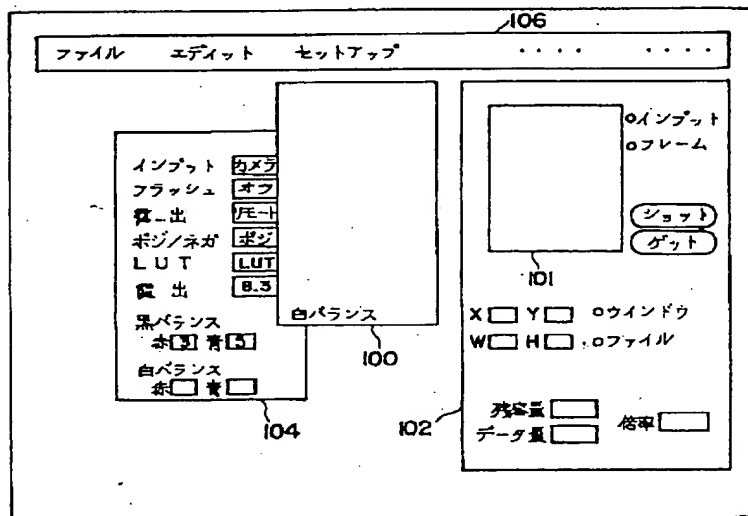 106
ファイル エディット セットアップ ・・・・ ・・・・
インプット カメラ
フラッシュ オフ
露出 リモート
ポジ/ネガ ポジ
LUT LUT
露出 8.3
黒バランス
赤 3 青 5
白バランス
赤 青
104
白バランス
100
インプット
フレーム
ショット
ゲット
101
X Y ウインドウ
W H ファイル
残容量
データ量
倍率
102